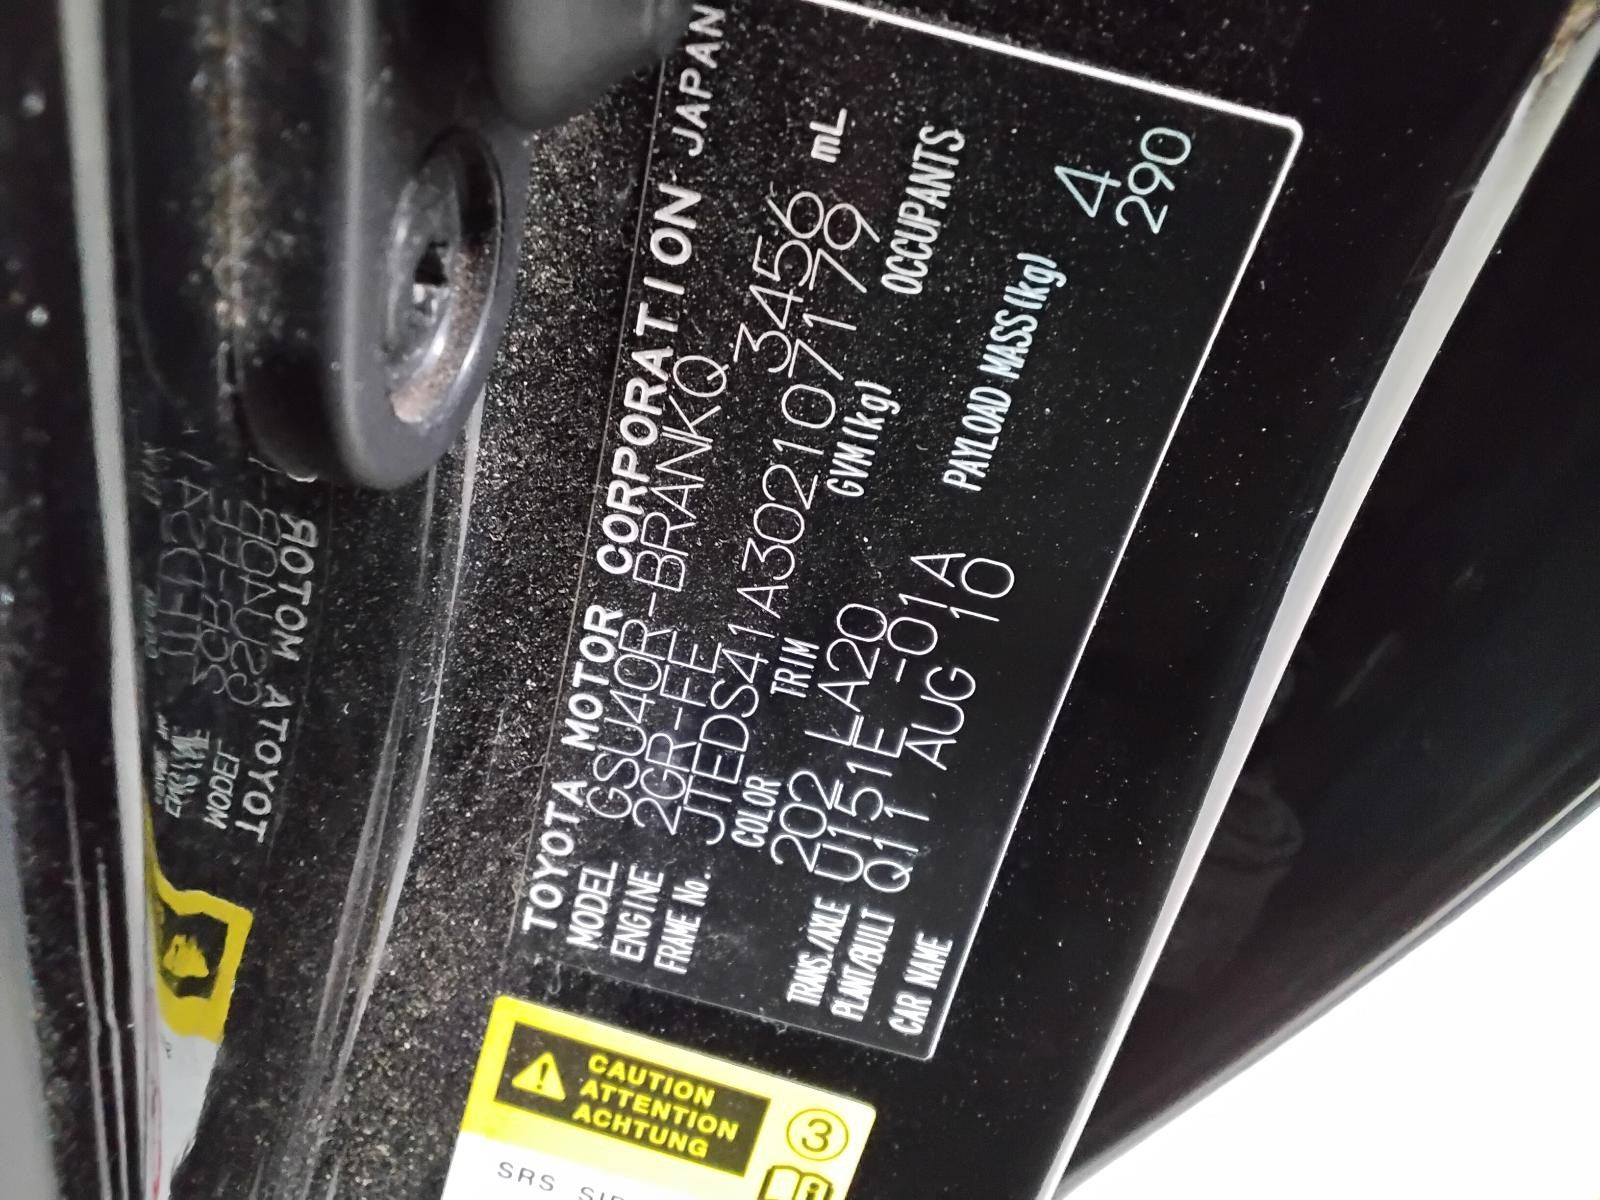 TOYOTA MOTOR CORPORATION JAPAN
MODEL GSU40R-BRANKQ
ENGINE 2GR-FE 3456 mL
FRAME No. JTEDS41A302107179
COLOR TRIM GVM(kg) OCCUPANTS
202 LA20
TRANS./AXLE U151E -01A PAYLOAD MASS(kg) 4
PLANT/BUILT Q11 AUG 10 290
CAR NAME
CAUTION
ATTENTION
ACHTUNG
3
SRS
TOYOTA MOTOR
MODEL
ENGINE